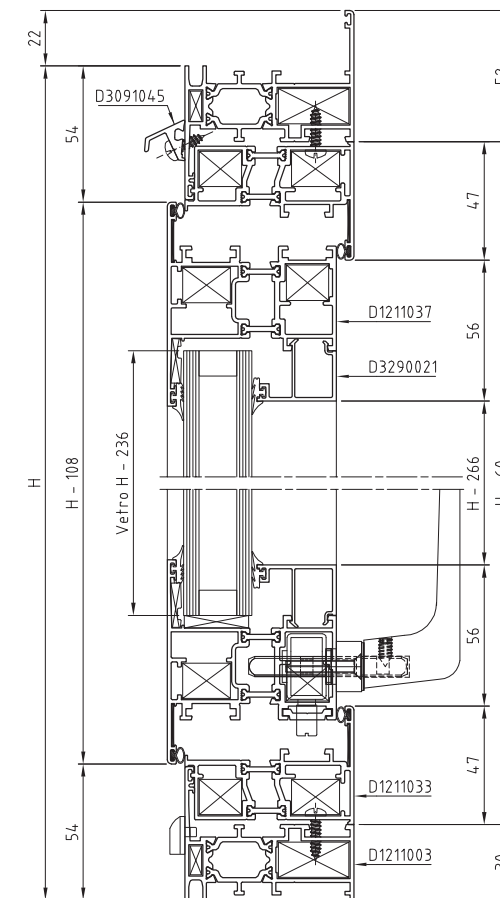 22
D3091045
54
47
D1211037
56
D3290021
Vetro H - 236
H - 108
H
H - 266
56
47
D1211033
54
D1211003